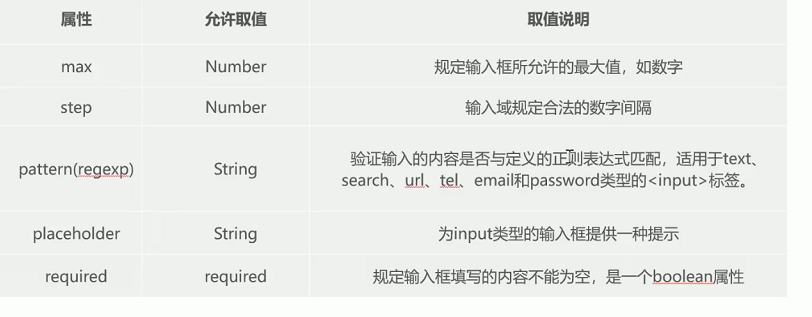 属性 允许取值 取值说明
max Number 规定输入框所允许的最大值，如数字
step Number 输入域规定合法的数字间隔
验证输入的内容是否与定义的正则表达式匹配，适用于text、
pattern(regexp) String search、url、tel、email和password类型的<input>标签。
placeholder String 为input类型的输入框提供一种提示
required required 规定输入框填写的内容不能为空，是一个boolean属性